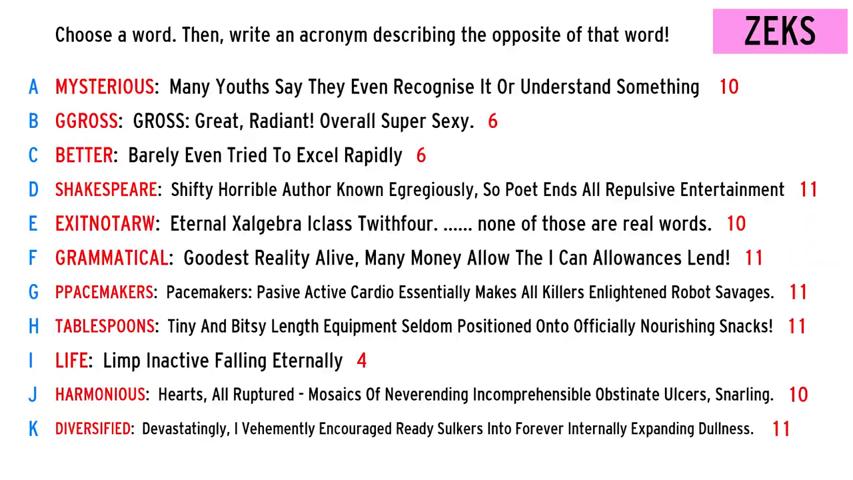 Choose a word. Then, write an acronym describing the opposite of that word!
ZEKS
A MYSTERIOUS: Many Youths Say They Even Recognise It Or Understand Something 10
B GGROSS: GROSS: Great, Radiant! Overall Super Sexy. 6
C BETTER: Barely Even Tried To Excel Rapidly 6
D SHAKESPEARE: Shifty Horrible Author Known Egregiously, So Poet Ends All Repulsive Entertainment 11
E EXITNOTARW: Eternal Xalgebra Iclass Twithfour. ...... none of those are real words. 10
F GRAMMATICAL: Goodest Reality Alive, Many Money Allow The I Can Allowances Lend! 11
G PPACEMAKERS: Pacemakers: Pasive Active Cardio Essentially Makes All Killers Enlightened Robot Savages. 11
H TABLESPOONS: Tiny And Bitsy Length Equipment Seldom Positioned Onto Officially Nourishing Snacks! 11
I LIFE: Limp Inactive Falling Eternally 4
J HARMONIOUS: Hearts, All Ruptured - Mosaics Of Neverending Incomprehensible Obstinate Ulcers, Snarling. 10
K DIVERSIFIED: Devastatingly, I Vehemently Encouraged Ready Sulkers Into Forever Internally Expanding Dullness. 11